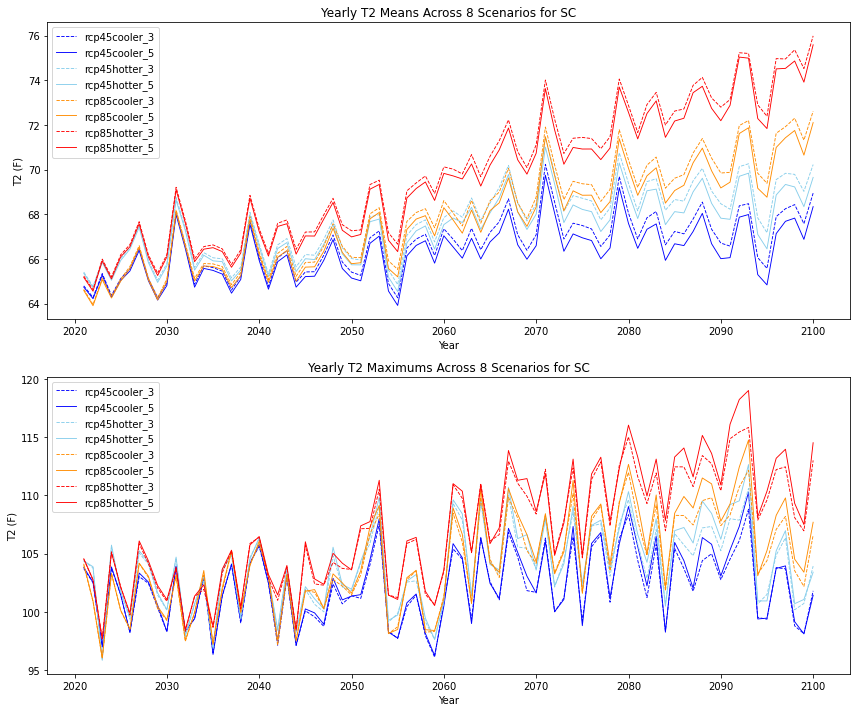 Yearly T2 Means Across 8 Scenarios for SC
rcp45cooler_3
rcp45cooler_5
rcp45hotter_3
rcp45hotter_5
rcp85cooler_3
rcp85cooler_5
rcp85hotter_3
rcp85hotter_5
T2 (F)
76
74
72
70
68
66
64
2020
2030
2040
2050
2060
2070
2080
2090
2100
Year
Yearly T2 Maximums Across 8 Scenarios for SC
rcp45cooler_3
rcp45cooler_5
rcp45hotter_3
rcp45hotter_5
rcp85cooler_3
rcp85cooler_5
rcp85hotter_3
rcp85hotter_5
T2 (F)
120
115
110
105
100
95
2020
2030
2040
2050
2060
2070
2080
2090
2100
Year